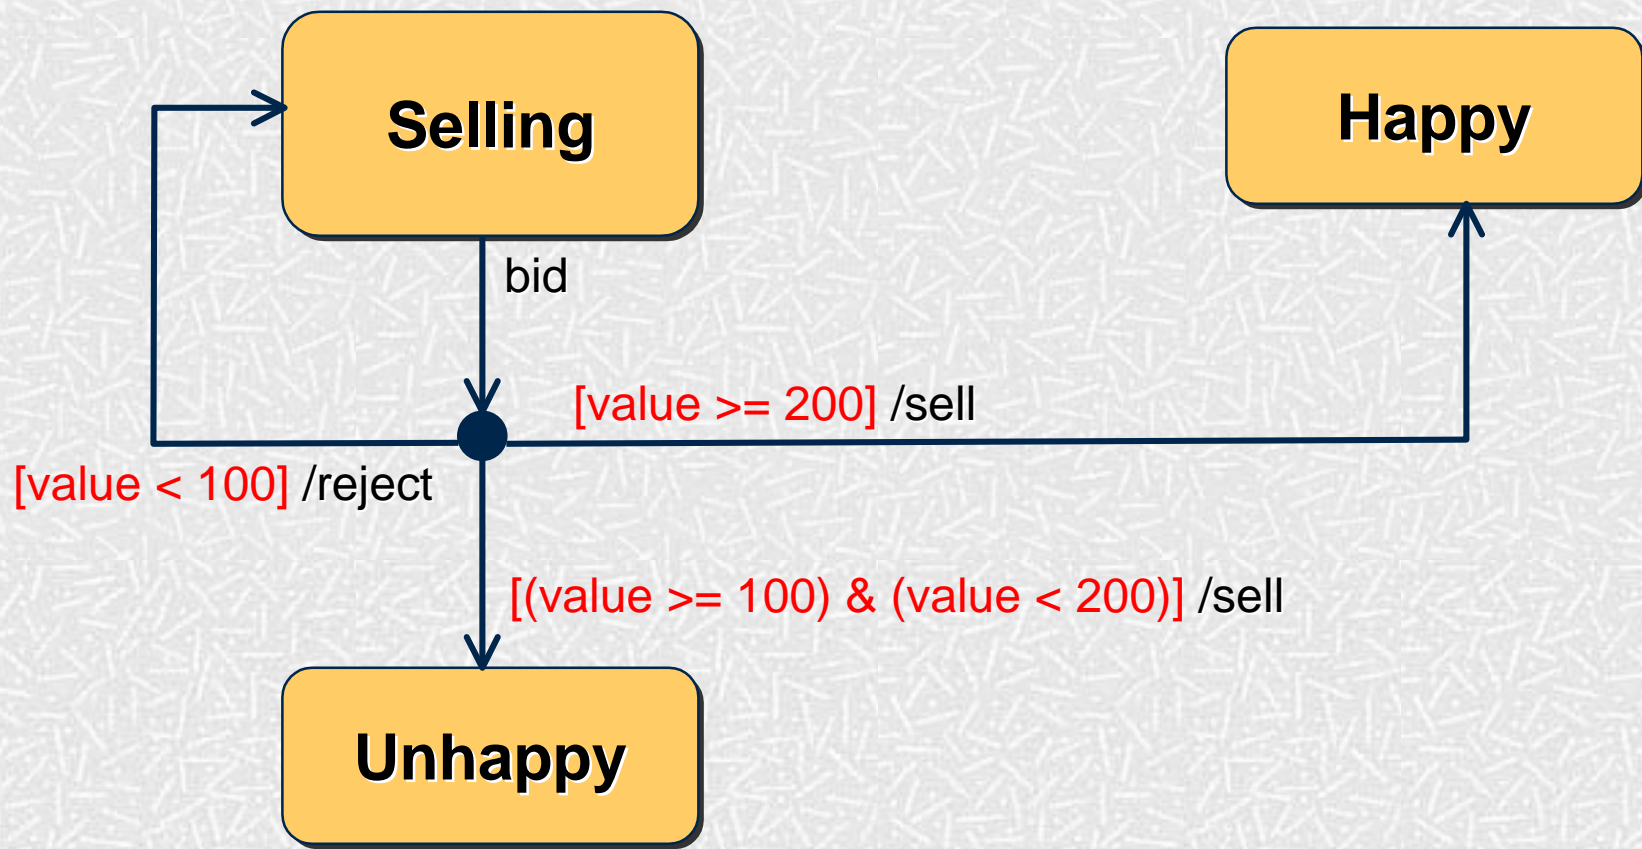 Selling
Happy
bid
[value >= 200] /sell
[value < 100] /reject
[(value >= 100) & (value < 200)] /sell
Unhappy